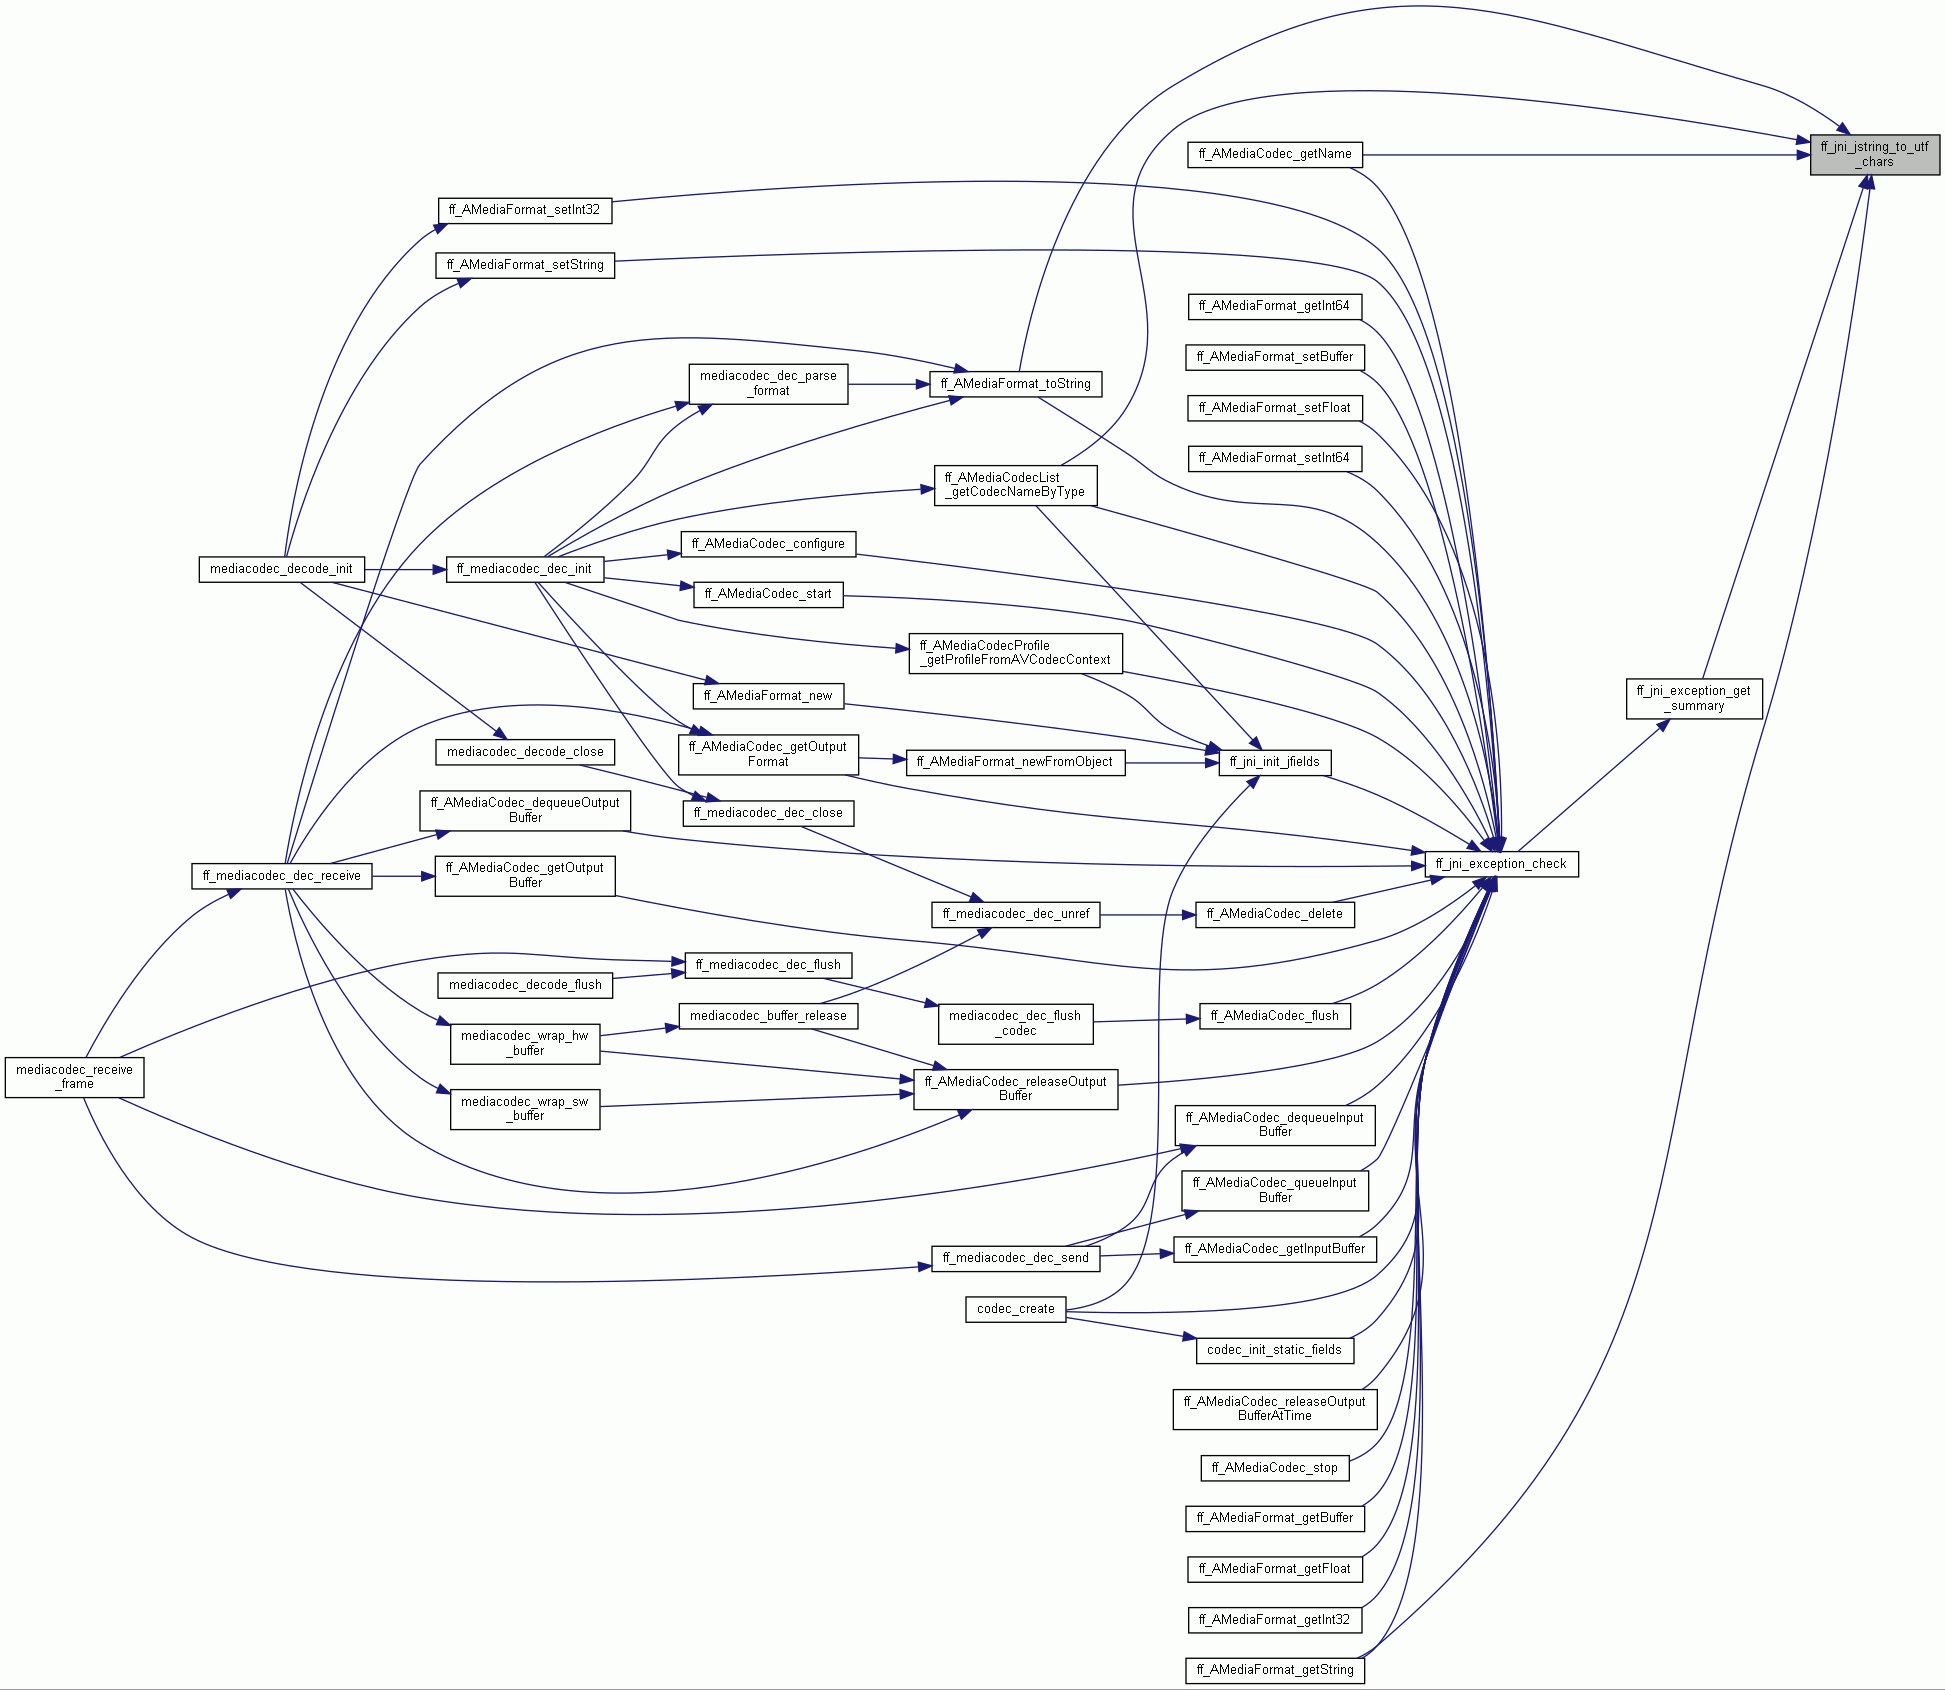 ff_jni_jstring_to_utf
_chars
ff_AMediaCodec_getName
ff_AMediaFormat_setInt32
ff_AMediaFormat_setString
ff_AMediaFormat_getInt64
ff_AMediaFormat_setBuffer
mediacodec_dec_parse
_format
ff_AMediaFormat_toString
ff_AMediaFormat_setFloat
ff_AMediaFormat_setInt64
ff_AMediaCodecList
_getCodecNameByType
ff_AMediaCodec_configure
mediacodec_decode_init
ff_mediacodec_dec_init
ff_AMediaCodec_start
ff_AMediaCodecProfile
_getProfileFromAVCodecContext
ff_AMediaFormat_new
ff_jni_exception_get
_summary
mediacodec_decode_close
ff_AMediaCodec_getOutput
Format
ff_AMediaFormat_newFromObject
ff_jni_init_jfields
ff_AMediaCodec_dequeueOutput
Buffer
ff_mediacodec_dec_close
ff_jni_exception_check
ff_mediacodec_dec_receive
ff_AMediaCodec_getOutput
Buffer
ff_mediacodec_dec_unref
ff_AMediaCodec_delete
ff_mediacodec_dec_flush
mediacodec_decode_flush
mediacodec_buffer_release
mediacodec_dec_flush
_codec
ff_AMediaCodec_flush
mediacodec_wrap_hw
_buffer
mediacodec_receive
_frame
ff_AMediaCodec_releaseOutput
Buffer
mediacodec_wrap_sw
_buffer
ff_AMediaCodec_dequeueInput
Buffer
ff_AMediaCodec_queueInput
Buffer
ff_mediacodec_dec_send
ff_AMediaCodec_getInputBuffer
codec_create
codec_init_static_fields
ff_AMediaCodec_releaseOutput
BufferAtTime
ff_AMediaCodec_stop
ff_AMediaFormat_getBuffer
ff_AMediaFormat_getFloat
ff_AMediaFormat_getInt32
ff_AMediaFormat_getString